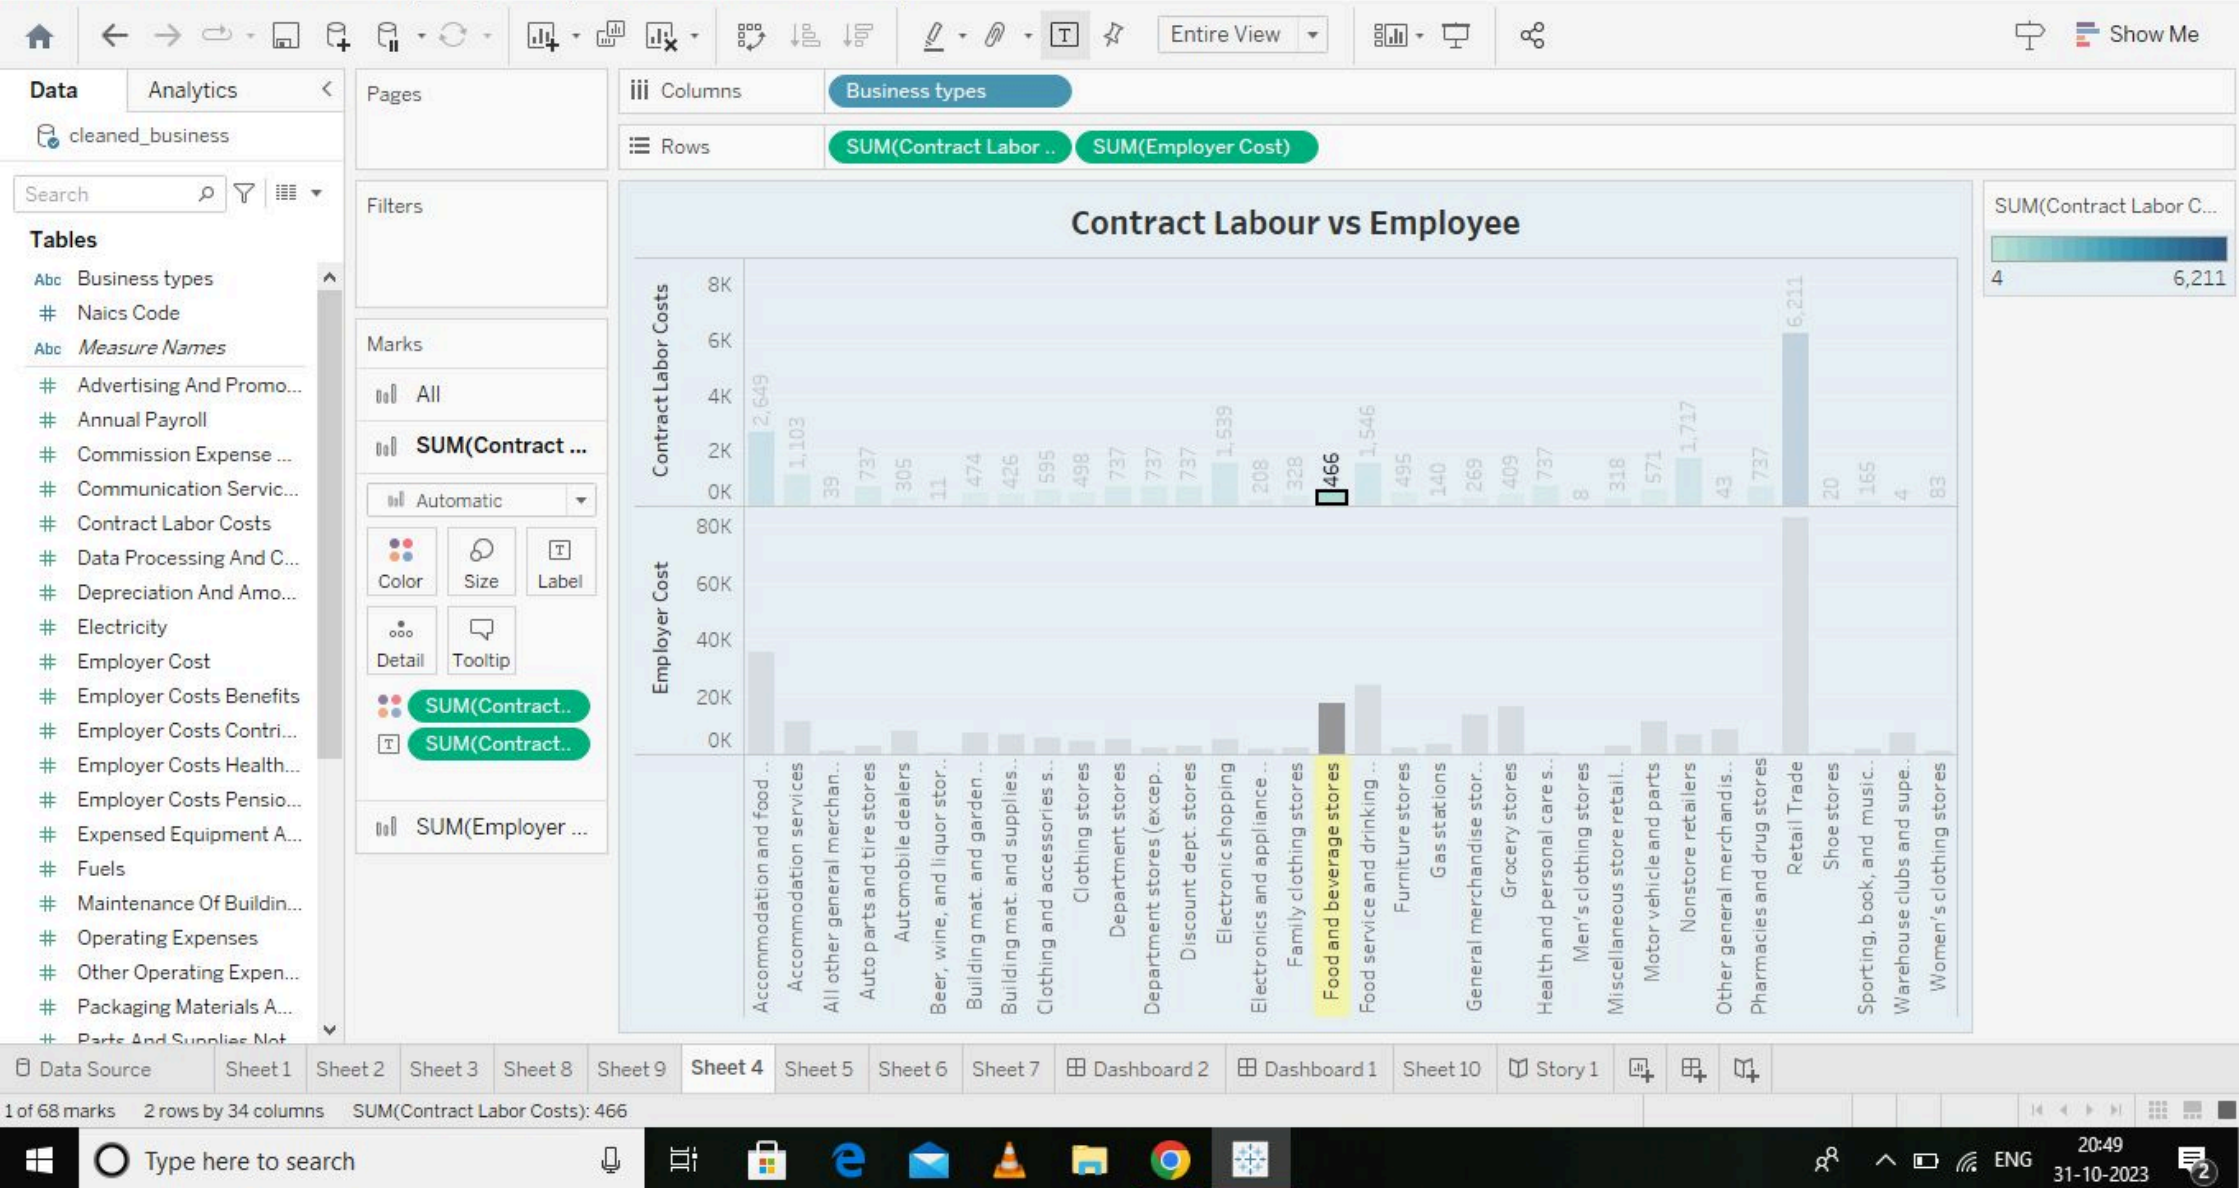 Entire View
Show Me
Data
Analytics
cleaned_business
Search
Tables
Abc Business types
# Naics Code
Abc Measure Names
# Advertising And Promo...
# Annual Payroll
# Commission Expense ...
# Communication Servic...
# Contract Labor Costs
# Data Processing And C...
# Depreciation And Amo...
# Electricity
# Employer Cost
# Employer Costs Benefits
# Employer Costs Contri...
# Employer Costs Health...
# Employer Costs Pensio...
# Expensed Equipment A...
# Fuels
# Maintenance Of Buildin...
# Operating Expenses
# Other Operating Expen...
# Packaging Materials A...
# Parts And Supplies Not
Pages
Filters
Marks
All
SUM(Contract ...
Automatic
Color
Size
Label
Detail
Tooltip
SUM(Contract..
SUM(Contract..
SUM(Employer ...
Columns
Business types
Rows
SUM(Contract Labor ..
SUM(Employer Cost)
Contract Labour vs Employee
Contract Labor Costs
8K
6K
4K
2K
0K
2,649
1,103
39
737
305
11
474
426
595
498
737
737
737
1,539
208
328
466
1,546
495
140
269
409
737
8
318
571
1,717
43
737
6,211
20
165
4
83
Employer Cost
80K
60K
40K
20K
0K
Accommodation and food ..
Accommodation services
All other general merchan..
Auto parts and tire stores
Automobile dealers
Beer, wine, and liquor stor..
Building mat. and garden ..
Building mat. and supplies..
Clothing and accessories s..
Clothing stores
Department stores
Department stores (excep..
Discount dept. stores
Electronic shopping
Electronics and appliance ..
Family clothing stores
Food and beverage stores
Food service and drinking ..
Furniture stores
Gas stations
General merchandise stor..
Grocery stores
Health and personal care s..
Men's clothing stores
Miscellaneous store retail..
Motor vehicle and parts
Nonstore retailers
Other general merchandis..
Pharmacies and drug stores
Retail Trade
Shoe stores
Sporting, book, and music..
Warehouse clubs and supe..
Women's clothing stores
SUM(Contract Labor C...
4
6,211
Data Source
Sheet 1
Sheet 2
Sheet 3
Sheet 8
Sheet 9
Sheet 4
Sheet 5
Sheet 6
Sheet 7
Dashboard 2
Dashboard 1
Sheet 10
Story 1
1 of 68 marks
2 rows by 34 columns
SUM(Contract Labor Costs): 466
Type here to search
ENG
20:49
31-10-2023
2